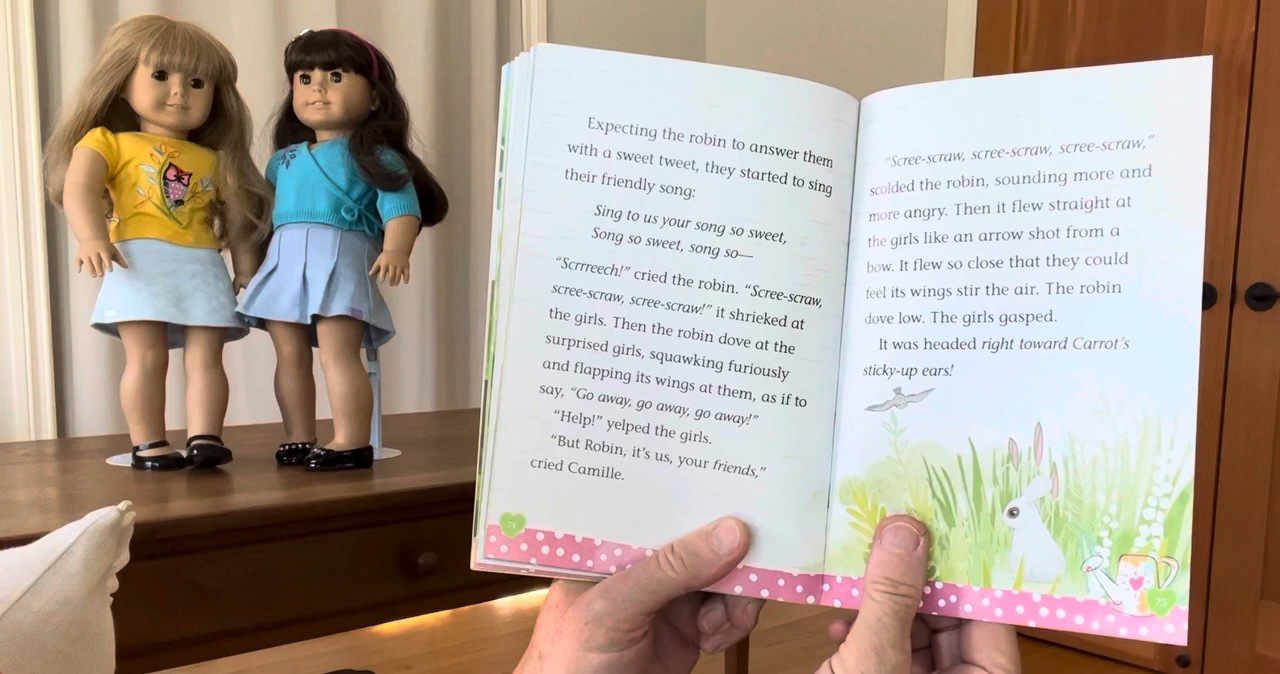 Expecting the robin to answer them
with a sweet tweet, they started to sing
their friendly song:
Sing to us your song so sweet,
Song so sweet, song so—
“Scrrreech!” cried the robin. “Scree-scraw,
scree-scraw, scree-scraw!” it shrieked at
the girls. Then the robin dove at the
surprised girls, squawking furiously
and flapping its wings at them, as if to
say, “Go away, go away, go away!”
“Help!” yelped the girls.
“But Robin, it’s us, your friends,”
cried Camille.
74
“Scree-scraw, scree-scraw, scree-scraw,”
scolded the robin, sounding more and
more angry. Then it flew straight at
the girls like an arrow shot from a
bow. It flew so close that they could
feel its wings stir the air. The robin
dove low. The girls gasped.
It was headed right toward Carrot’s
sticky-up ears!
75